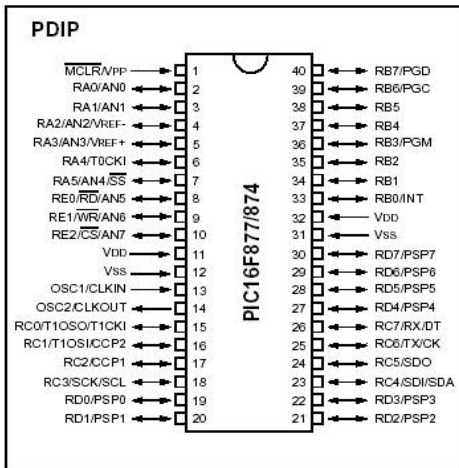 PDIP
MCLR/VPP 1 40 RB7/PGD
RA0/AN0 2 39 RB6/PGC
RA1/AN1 3 38 RB5
RA2/AN2/VREF- 4 37 RB4
RA3/AN3/VREF+ 5 36 RB3/PGM
RA4/T0CKI 6 35 RB2
RA5/AN4/SS 7 34 RB1
RE0/RD/AN5 8 33 RB0/INT
RE1/WR/AN6 9 32 VDD
RE2/CS/AN7 10 31 VSS
VDD 11 30 RD7/PSP7
VSS 12 29 RD6/PSP6
OSC1/CLKIN 13 28 RD5/PSP5
OSC2/CLKOUT 14 27 RD4/PSP4
RC0/T1OSO/T1CKI 15 26 RC7/RX/DT
RC1/T1OSI/CCP2 16 25 RC6/TX/CK
RC2/CCP1 17 24 RC5/SDO
RC3/SCK/SCL 18 23 RC4/SDI/SDA
RD0/PSP0 19 22 RD3/PSP3
RD1/PSP1 20 21 RD2/PSP2
PIC16F877/874